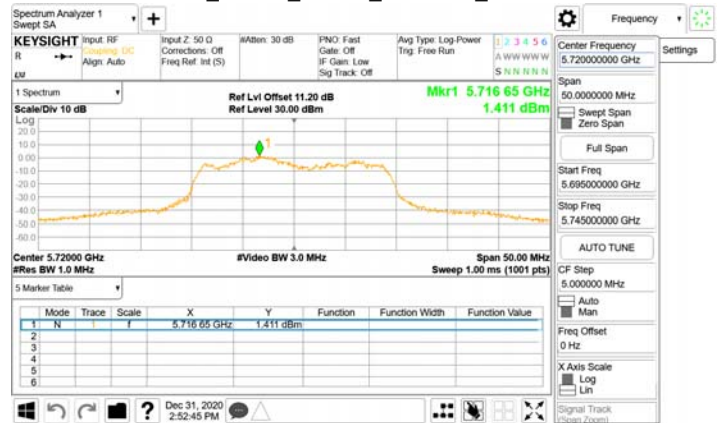 Spectrum Analyzer 1
Swept SA
+
Frequency
KEYSIGHT
Input: RF
Coupling: DC
Align: Auto
Input Z: 50 Ω
Corrections: Off
Freq Ref: Int (S)
#Atten: 30 dB
PNO: Fast
Gate: Off
IF Gain: Low
Sig Track: Off
Avg Type: Log-Power
Trig: Free Run
1 2 3 4 5 6
A W W W W W
S N N N N N
R
LXI
1 Spectrum
Scale/Div 10 dB
Ref Lvl Offset 11.20 dB
Ref Level 30.00 dBm
Mkr1 5.716 65 GHz
1.411 dBm
Log
20.0
10.0
0.00
-10.0
-20.0
-30.0
-40.0
-50.0
-60.0
1
Center 5.72000 GHz
#Video BW 3.0 MHz
Span 50.00 MHz
#Res BW 1.0 MHz
Sweep 1.00 ms (1001 pts)
5 Marker Table
Mode Trace Scale X Y Function Function Width Function Value
1 N 1 f 5.716 65 GHz 1.411 dBm
2
3
4
5
6
Dec 31, 2020
2:52:45 PM
?
Center Frequency
5.720000000 GHz
Settings
Span
50.0000000 MHz
Swept Span
Zero Span
Full Span
Start Freq
5.695000000 GHz
Stop Freq
5.745000000 GHz
AUTO TUNE
CF Step
5.000000 MHz
Auto
Man
Freq Offset
0 Hz
X Axis Scale
Log
Lin
Signal Track
(Span Zoom)